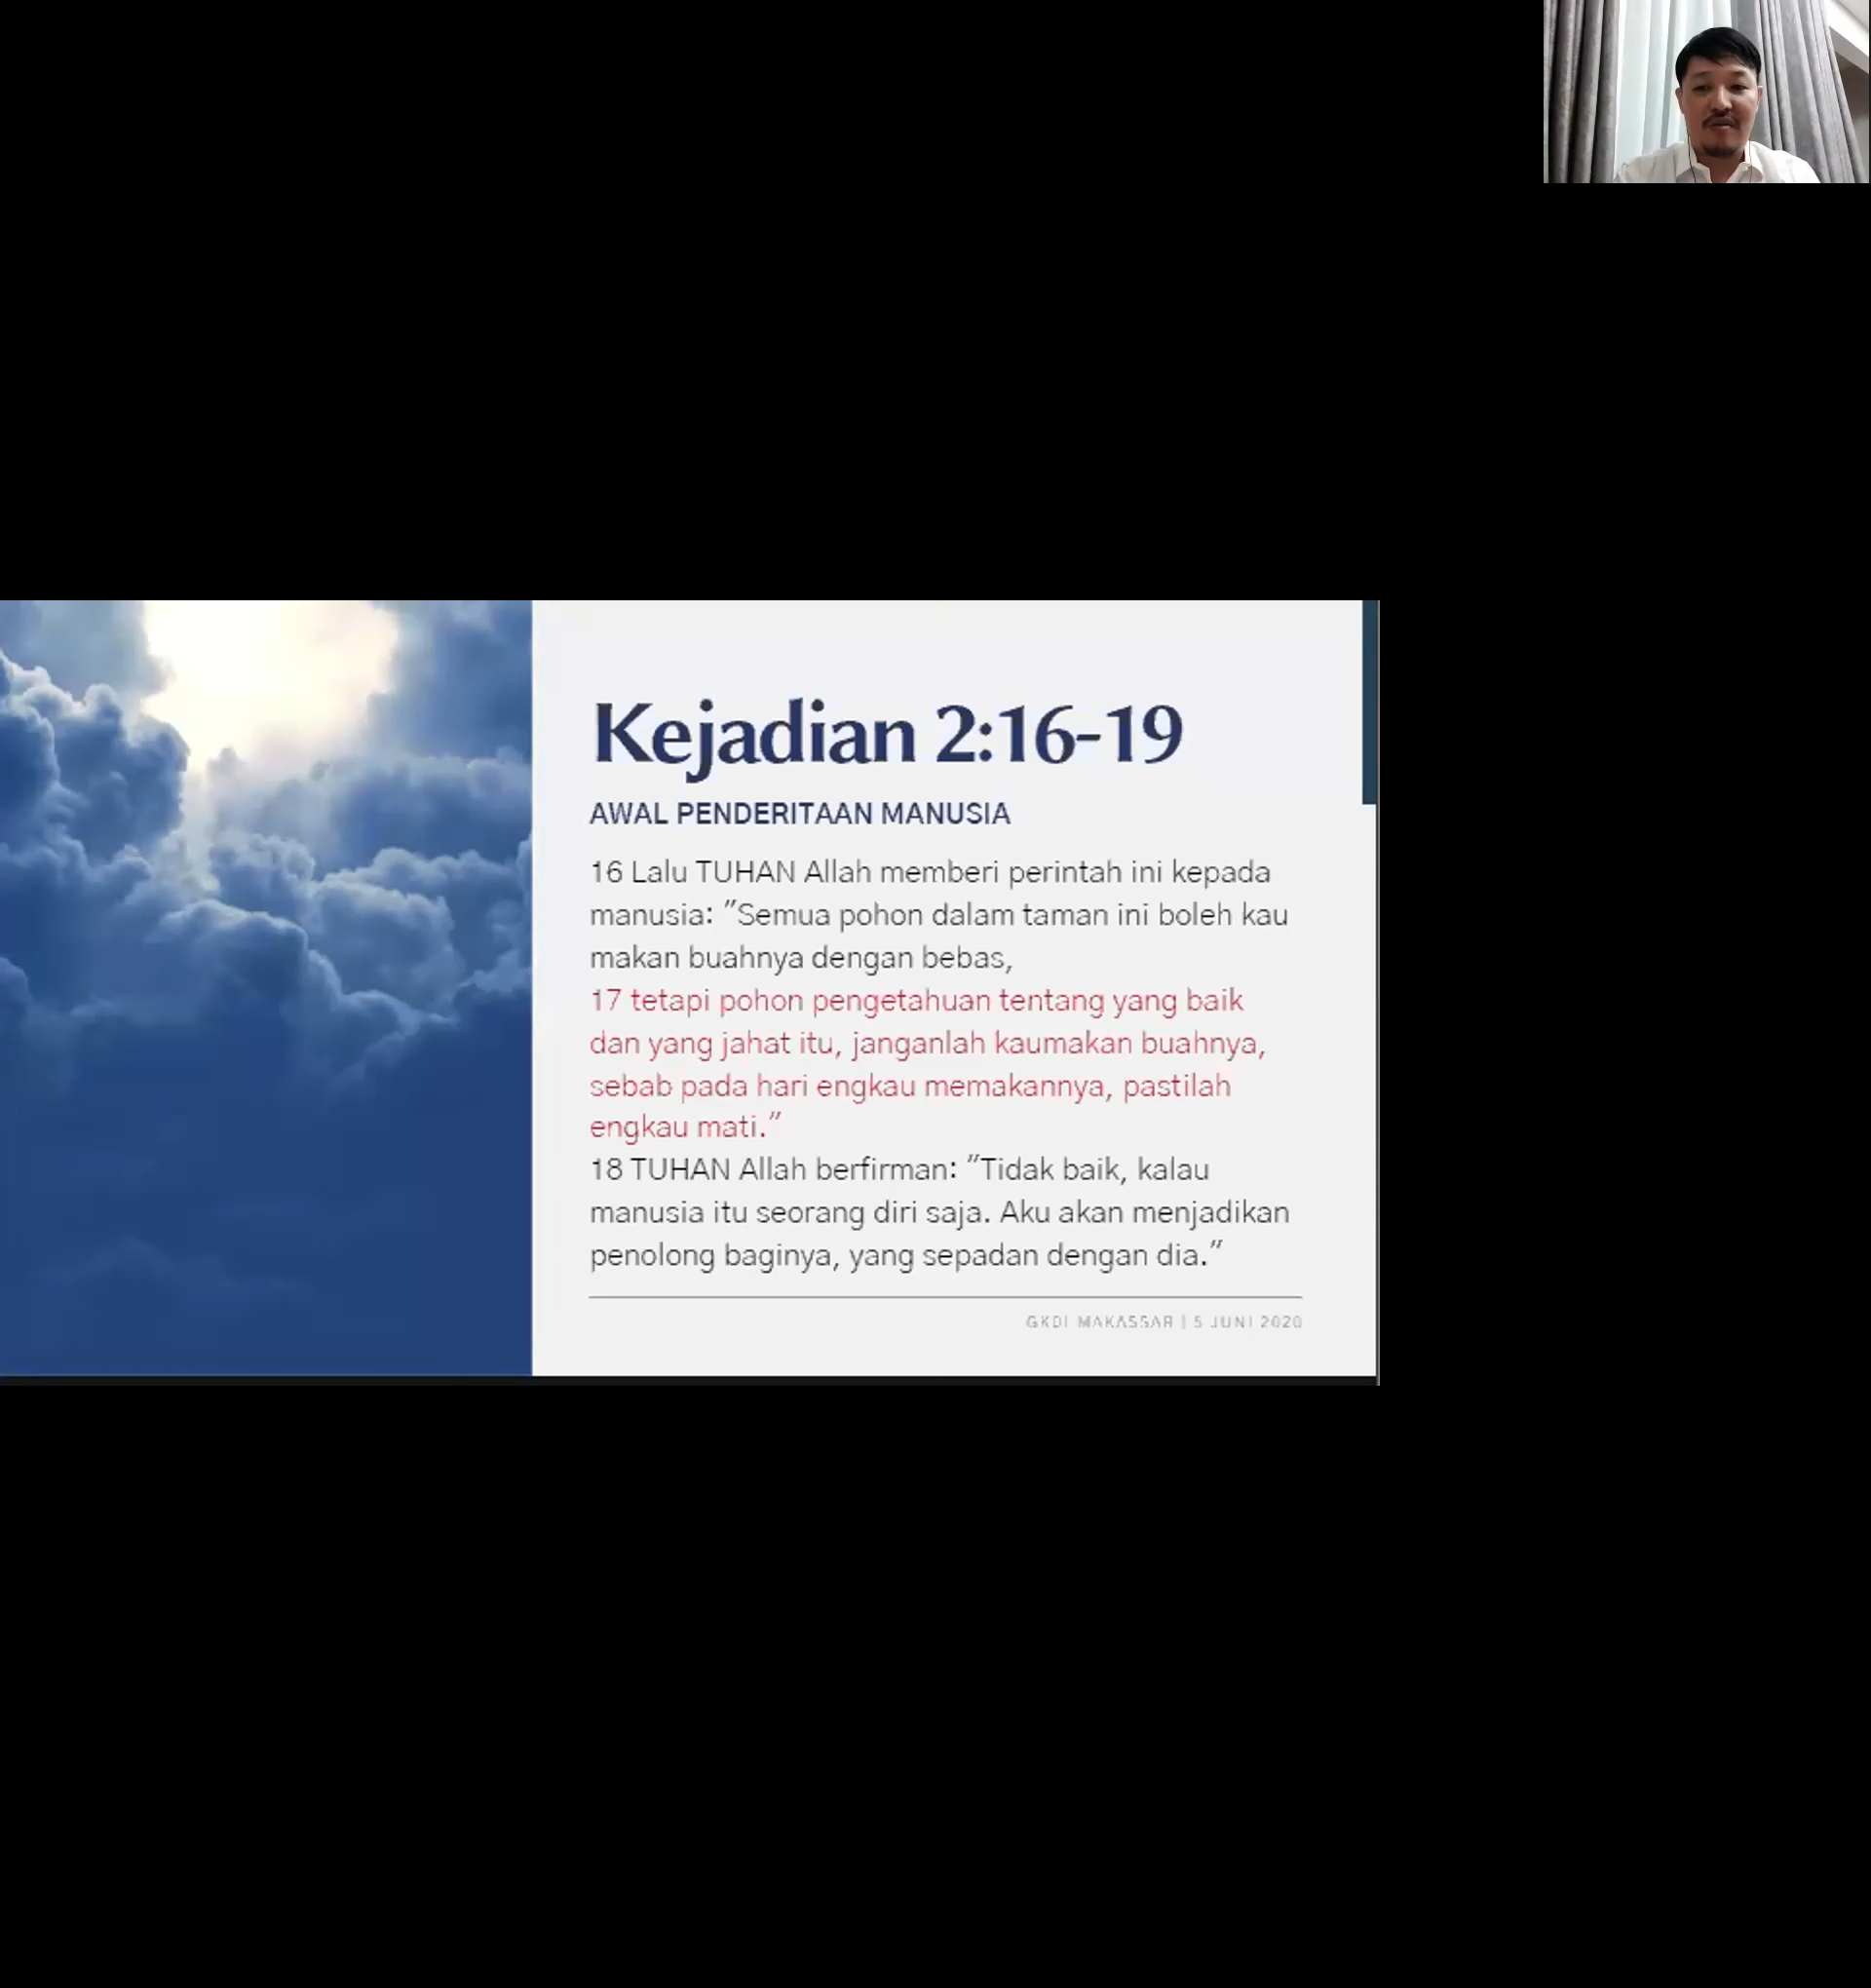 Kejadian 2:16-19
AWAL PENDERITAAN MANUSIA
16 Lalu TUHAN Allah memberi perintah ini kepada
manusia: "Semua pohon dalam taman ini boleh kau
makan buahnya dengan bebas,
17 tetapi pohon pengetahuan tentang yang baik
dan yang jahat itu, janganlah kaumakan buahnya,
sebab pada hari engkau memakannya, pastilah
engkau mati."
18 TUHAN Allah berfirman: "Tidak baik, kalau
manusia itu seorang diri saja. Aku akan menjadikan
penolong baginya, yang sepadan dengan dia."
GKDI MAKASSAR | 5 JUNI 2020